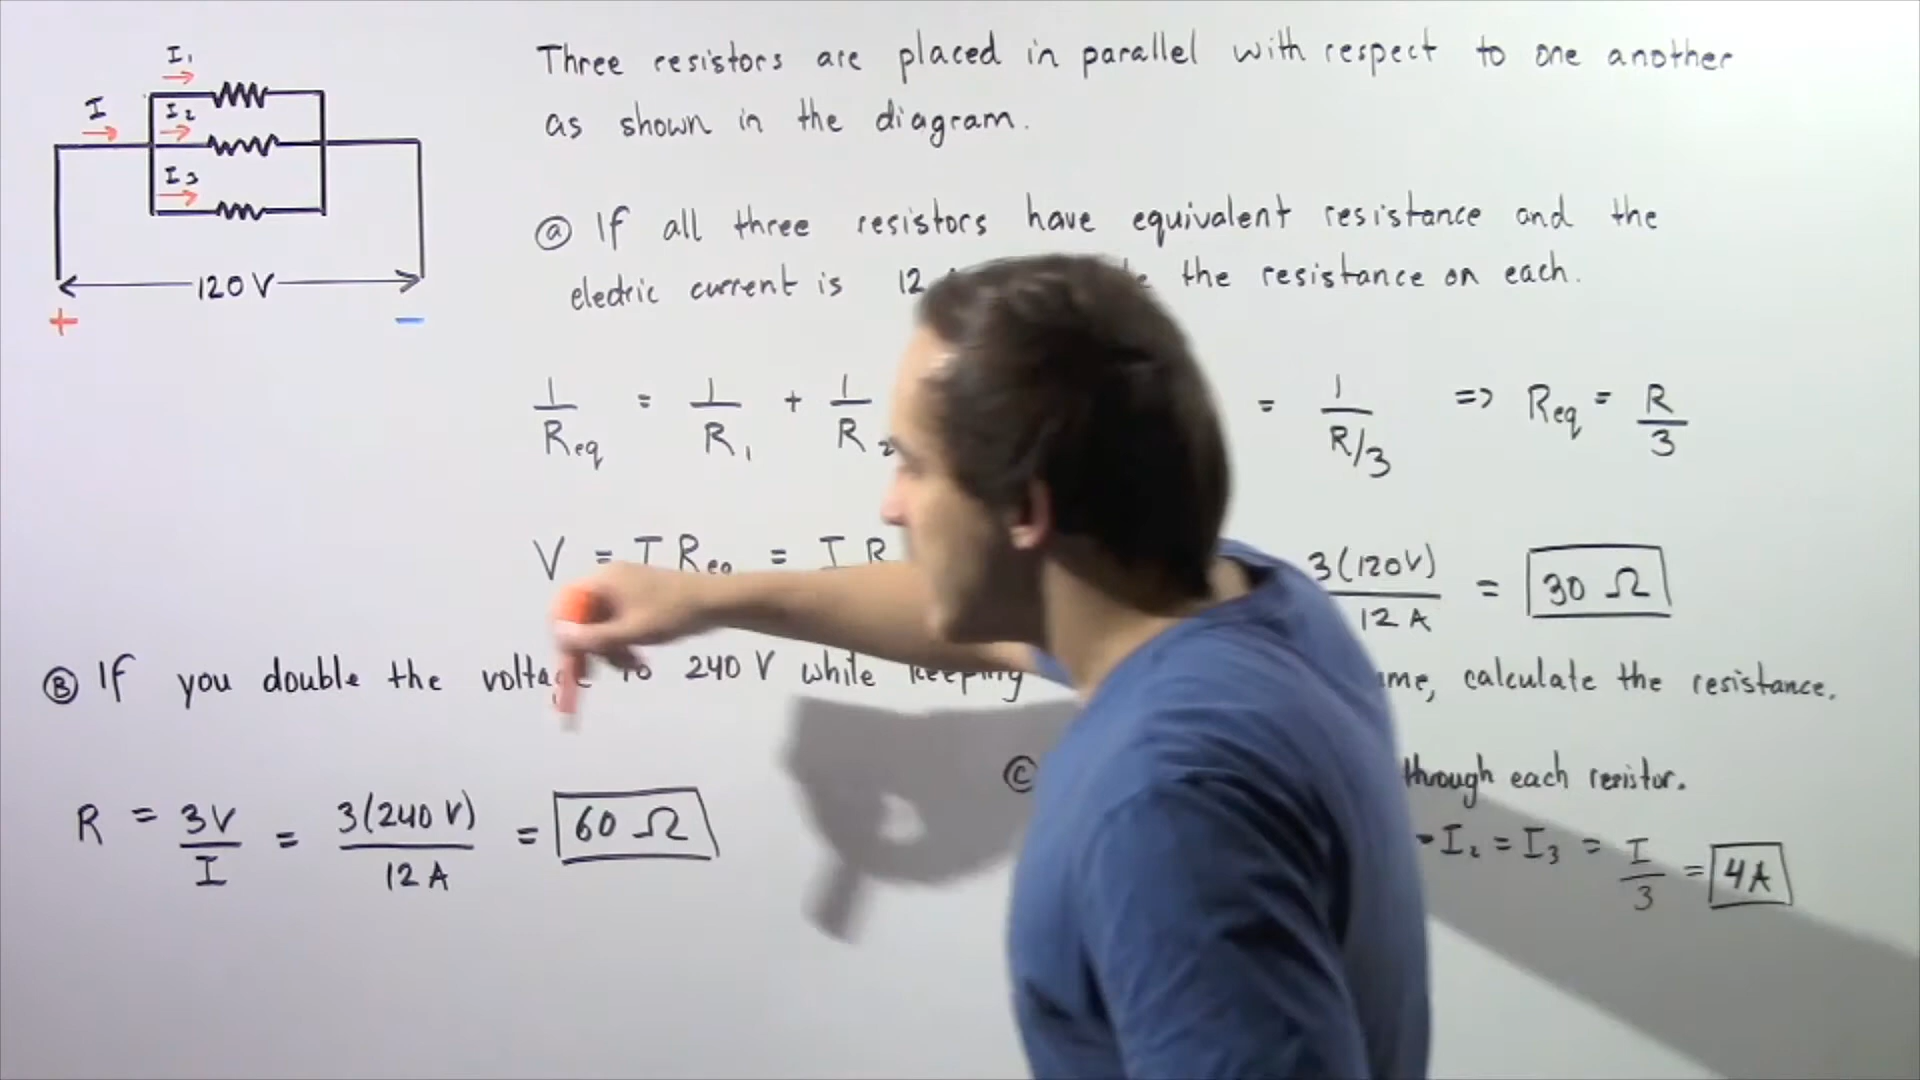 I₁
I
I₂
I₃
120 V
+ −
Three resistors are placed in parallel with respect to one another
as shown in the diagram.
ⓐ If all three resistors have equivalent resistance and the
electric current is 12 the resistance on each.
1/Req = 1/R₁ + 1/R₂ = 1/(R/3) => Req = R/3
V = I Req = I R 3(120V)/12 A = 30 Ω
Ⓑ If you double the voltage to 240 V while keeping calculate the resistance.
Ⓒ through each resistor.
R = 3V/I = 3(240 V)/12 A = 60 Ω
= I₂ = I₃ = I/3 = 4A